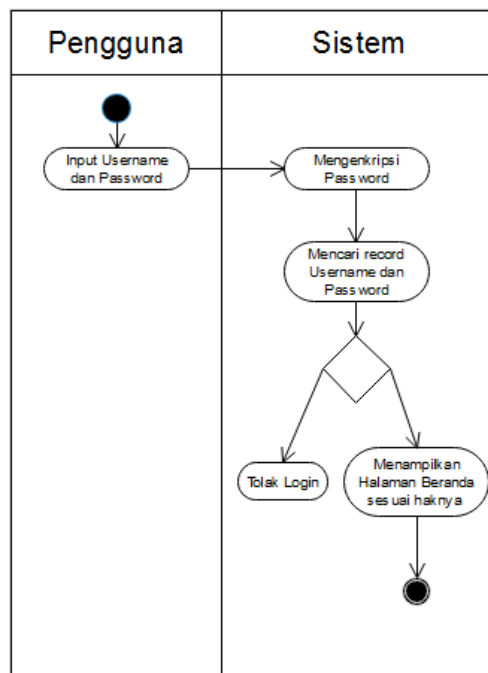 Pengguna
Sistem
Input Username
dan Password
Mengenkripsi
Password
Mencari record
Username dan
Password
Tolak Login
Menampilkan
Halaman Beranda
sesuai haknya